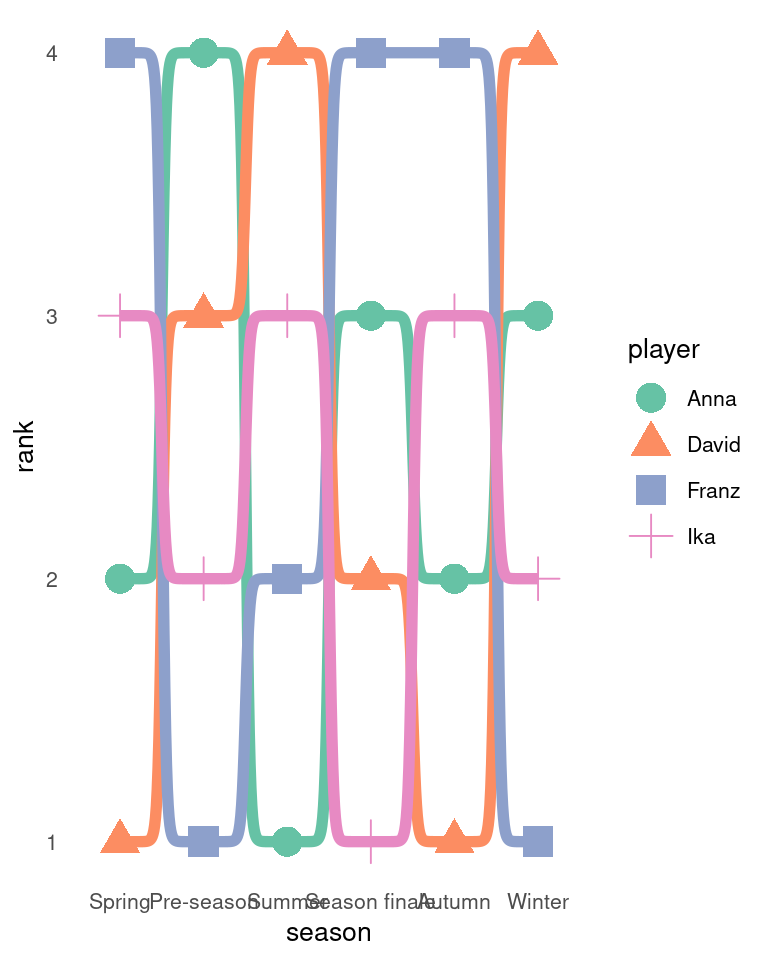 4
3
2
1
rank
Spring Pre-season Summer Season finale Autumn Winter
season
player
Anna
David
Franz
Ika